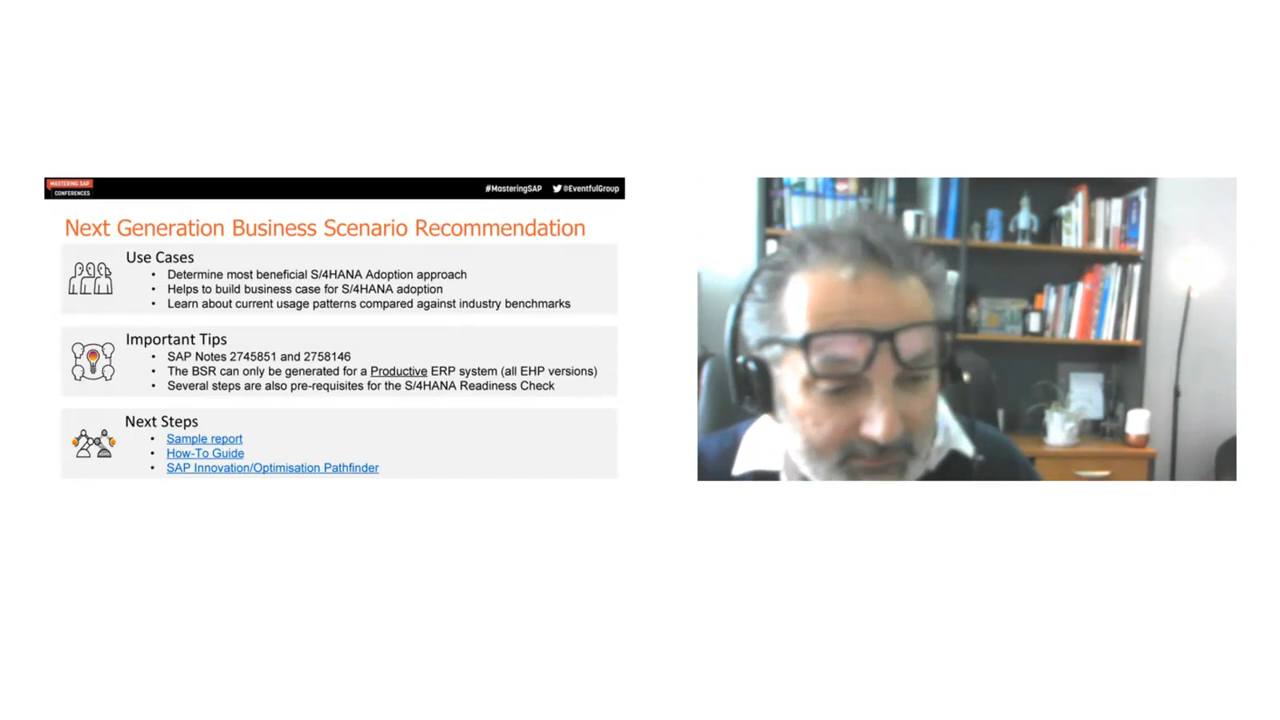 MASTERING SAP
CONFERENCES
#MasteringSAP
@EventfulGroup
Next Generation Business Scenario Recommendation
Use Cases
• Determine most beneficial S/4HANA Adoption approach
• Helps to build business case for S/4HANA adoption
• Learn about current usage patterns compared against industry benchmarks
Important Tips
• SAP Notes 2745851 and 2758146
• The BSR can only be generated for a Productive ERP system (all EHP versions)
• Several steps are also pre-requisites for the S/4HANA Readiness Check
Next Steps
• Sample report
• How-To Guide
• SAP Innovation/Optimisation Pathfinder